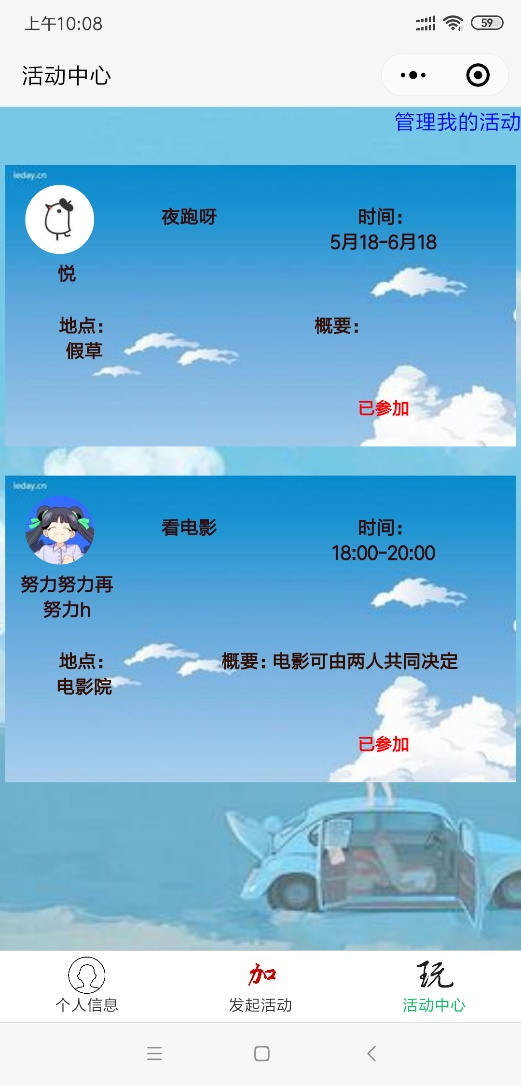 上午10:08
59
活动中心
管理我的活动
leday.cn
夜跑呀
时间：
5月18-6月18
悦
地点：
假草
概要：
已参加
leday.cn
看电影
时间：
18:00-20:00
努力努力再
努力h
地点：
电影院
概要：电影可由两人共同决定
已参加
加
玩
个人信息
发起活动
活动中心